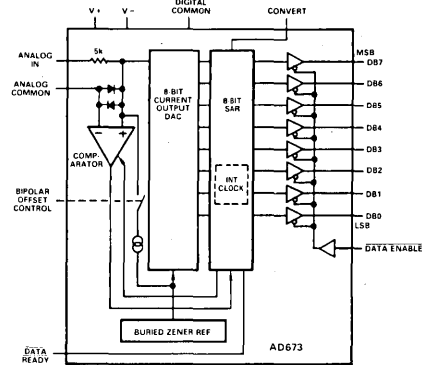 V +
V -
DIGITAL
COMMON
CONVERT
ANALOG
IN
5k
ANALOG
COMMON
8-BIT
CURRENT
OUTPUT
DAC
8 BIT
SAR
MSB
DB7
DB6
DB5
DB4
DB3
DB2
DB1
DB0
LSB
-
+
COMP-
ARATOR
INT
CLOCK
BIPOLAR
OFFSET
CONTROL
DATA ENABLE
BURIED ZENER REF
AD673
DATA
READY